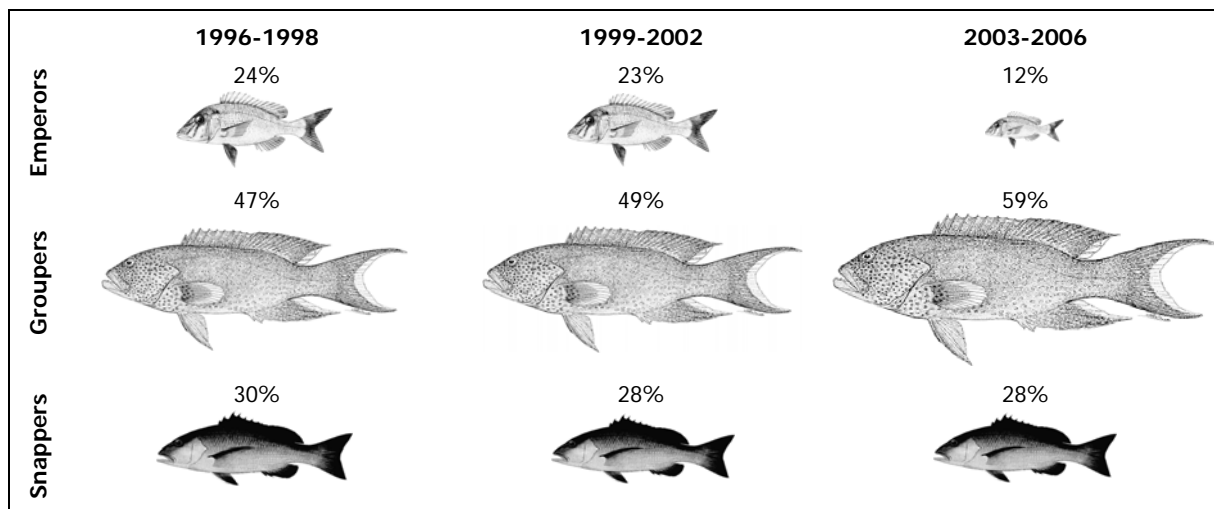 1996-1998 1999-2002 2003-2006
Emperors
24% 23% 12%
Groupers
47% 49% 59%
Snappers
30% 28% 28%